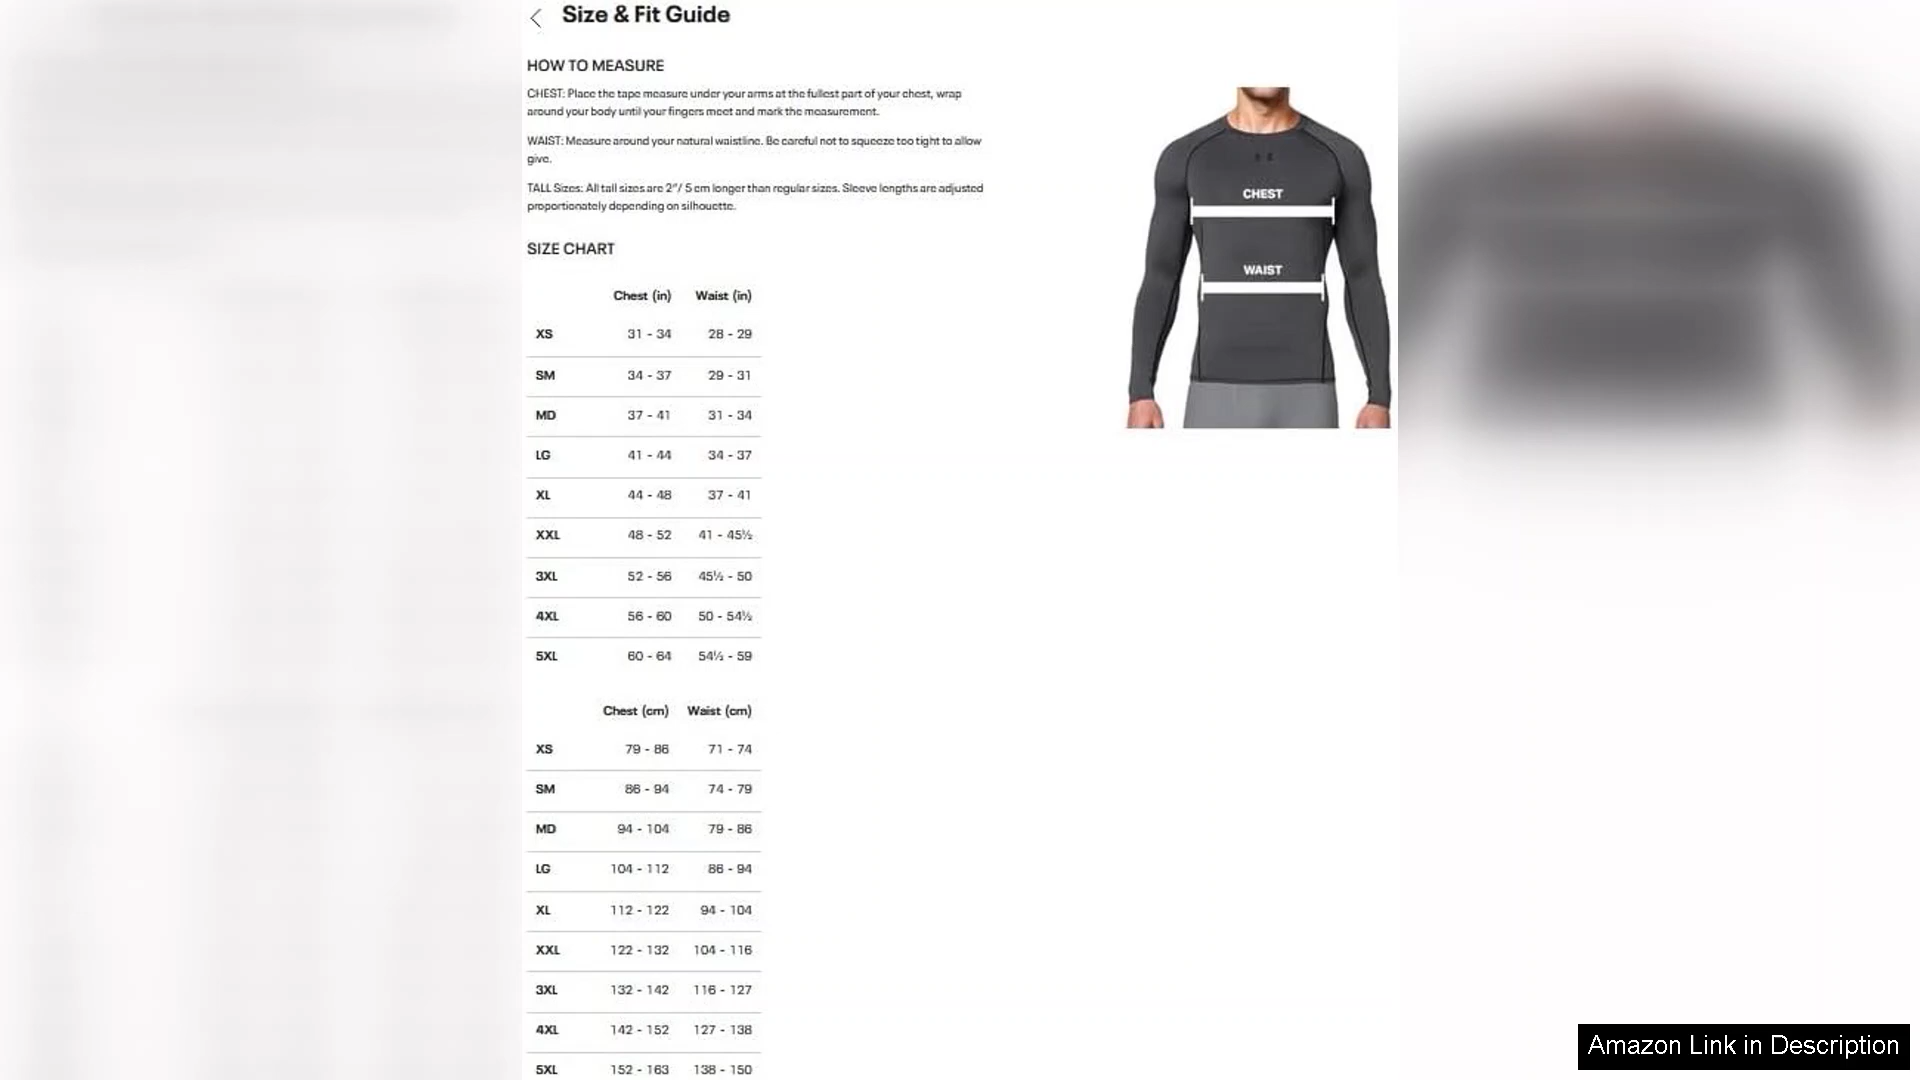 Size & Fit Guide
HOW TO MEASURE
CHEST: Place the tape measure under your arms at the fullest part of your chest, wrap
around your body until your fingers meet and mark the measurement.
WAIST: Measure around your natural waistline. Be careful not to squeeze too tight to allow
give.
TALL Sizes: All tall sizes are 2"/ 5 cm longer than regular sizes. Sleeve lengths are adjusted
proportionately depending on silhouette.
CHEST
WAIST
SIZE CHART
Chest (in) Waist (in)
XS 31 - 34 28 - 29
SM 34 - 37 29 - 31
MD 37 - 41 31 - 34
LG 41 - 44 34 - 37
XL 44 - 48 37 - 41
XXL 48 - 52 41 - 45½
3XL 52 - 56 45½ - 50
4XL 56 - 60 50 - 54½
5XL 60 - 64 54½ - 59
Chest (cm) Waist (cm)
XS 79 - 86 71 - 74
SM 86 - 94 74 - 79
MD 94 - 104 79 - 86
LG 104 - 112 86 - 94
XL 112 - 122 94 - 104
XXL 122 - 132 104 - 116
3XL 132 - 142 116 - 127
4XL 142 - 152 127 - 138
5XL 152 - 163 138 - 150
Amazon Link in Description